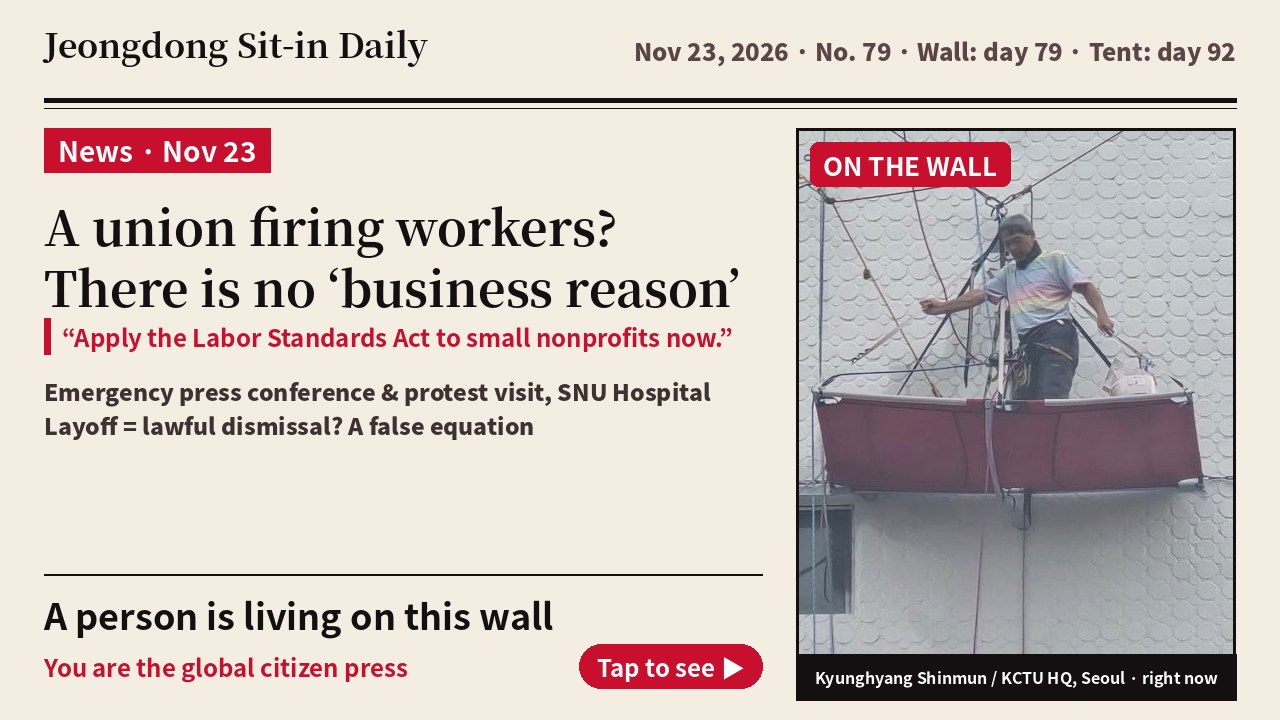 Jeongdong Sit-in Daily
Nov 23, 2026 · No. 79 · Wall: day 79 · Tent: day 92
News · Nov 23
A union firing workers?
There is no ‘business reason’
“Apply the Labor Standards Act to small nonprofits now.”
Emergency press conference & protest visit, SNU Hospital
Layoff = lawful dismissal? A false equation
A person is living on this wall
You are the global citizen press
Tap to see ▶
ON THE WALL
Kyunghyang Shinmun / KCTU HQ, Seoul · right now